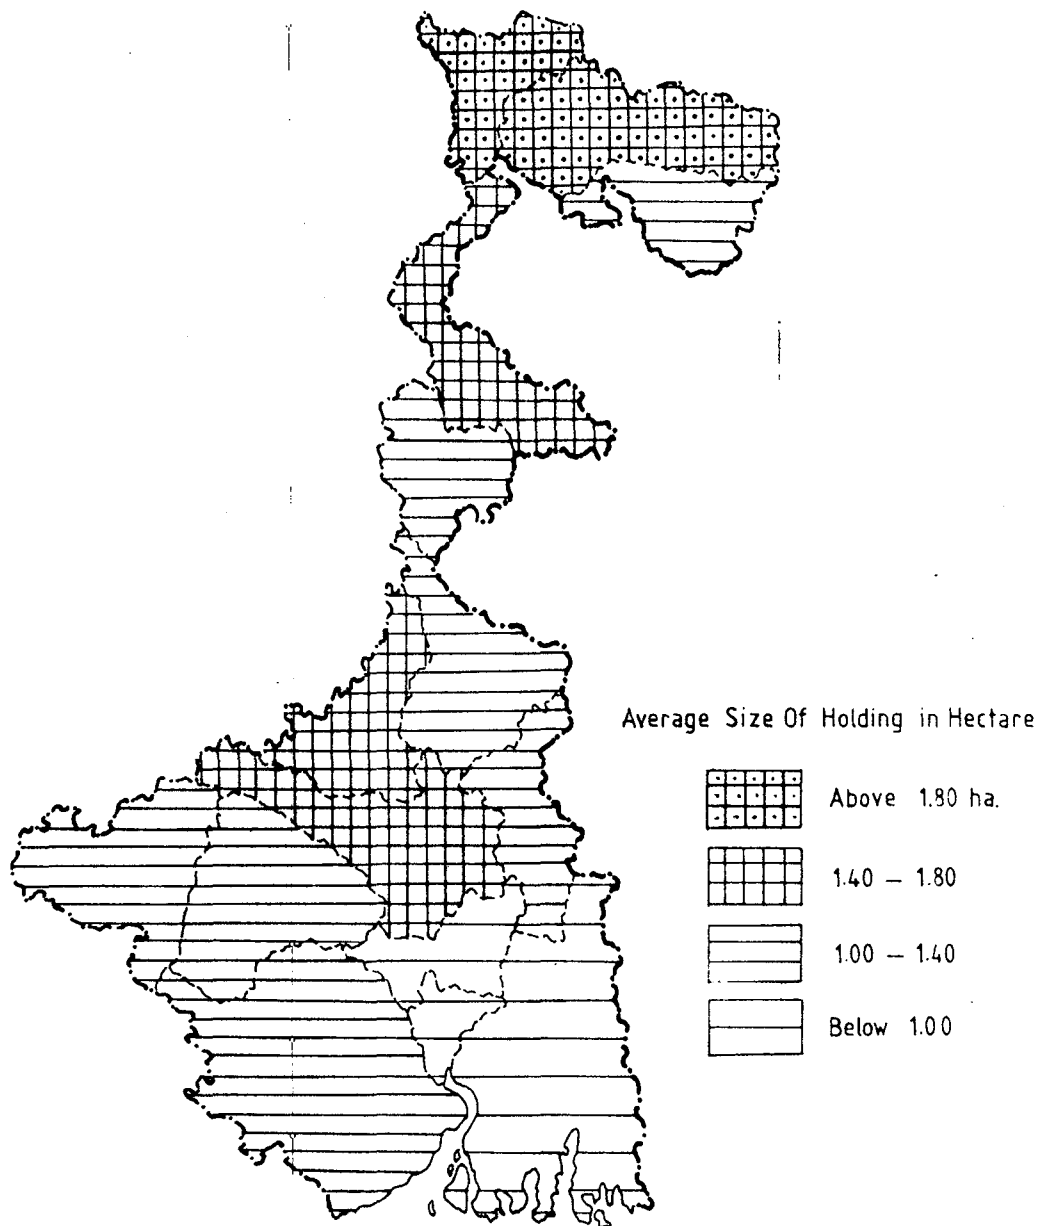 Average Size Of Holding in Hectare
Above 1.80 ha.
1.40 – 1.80
1.00 – 1.40
Below 1.00